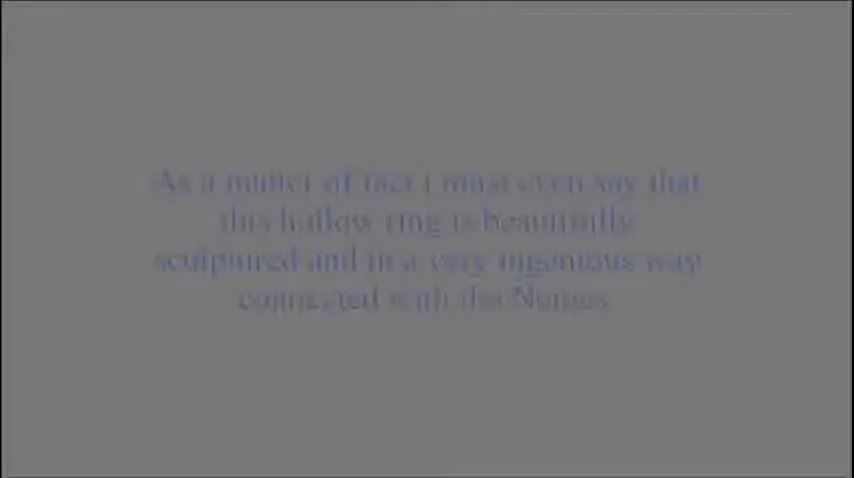 As a matter of fact i must even say that
this hollow ring is beautifully
sculptured and in a very ingenious way
connected with the